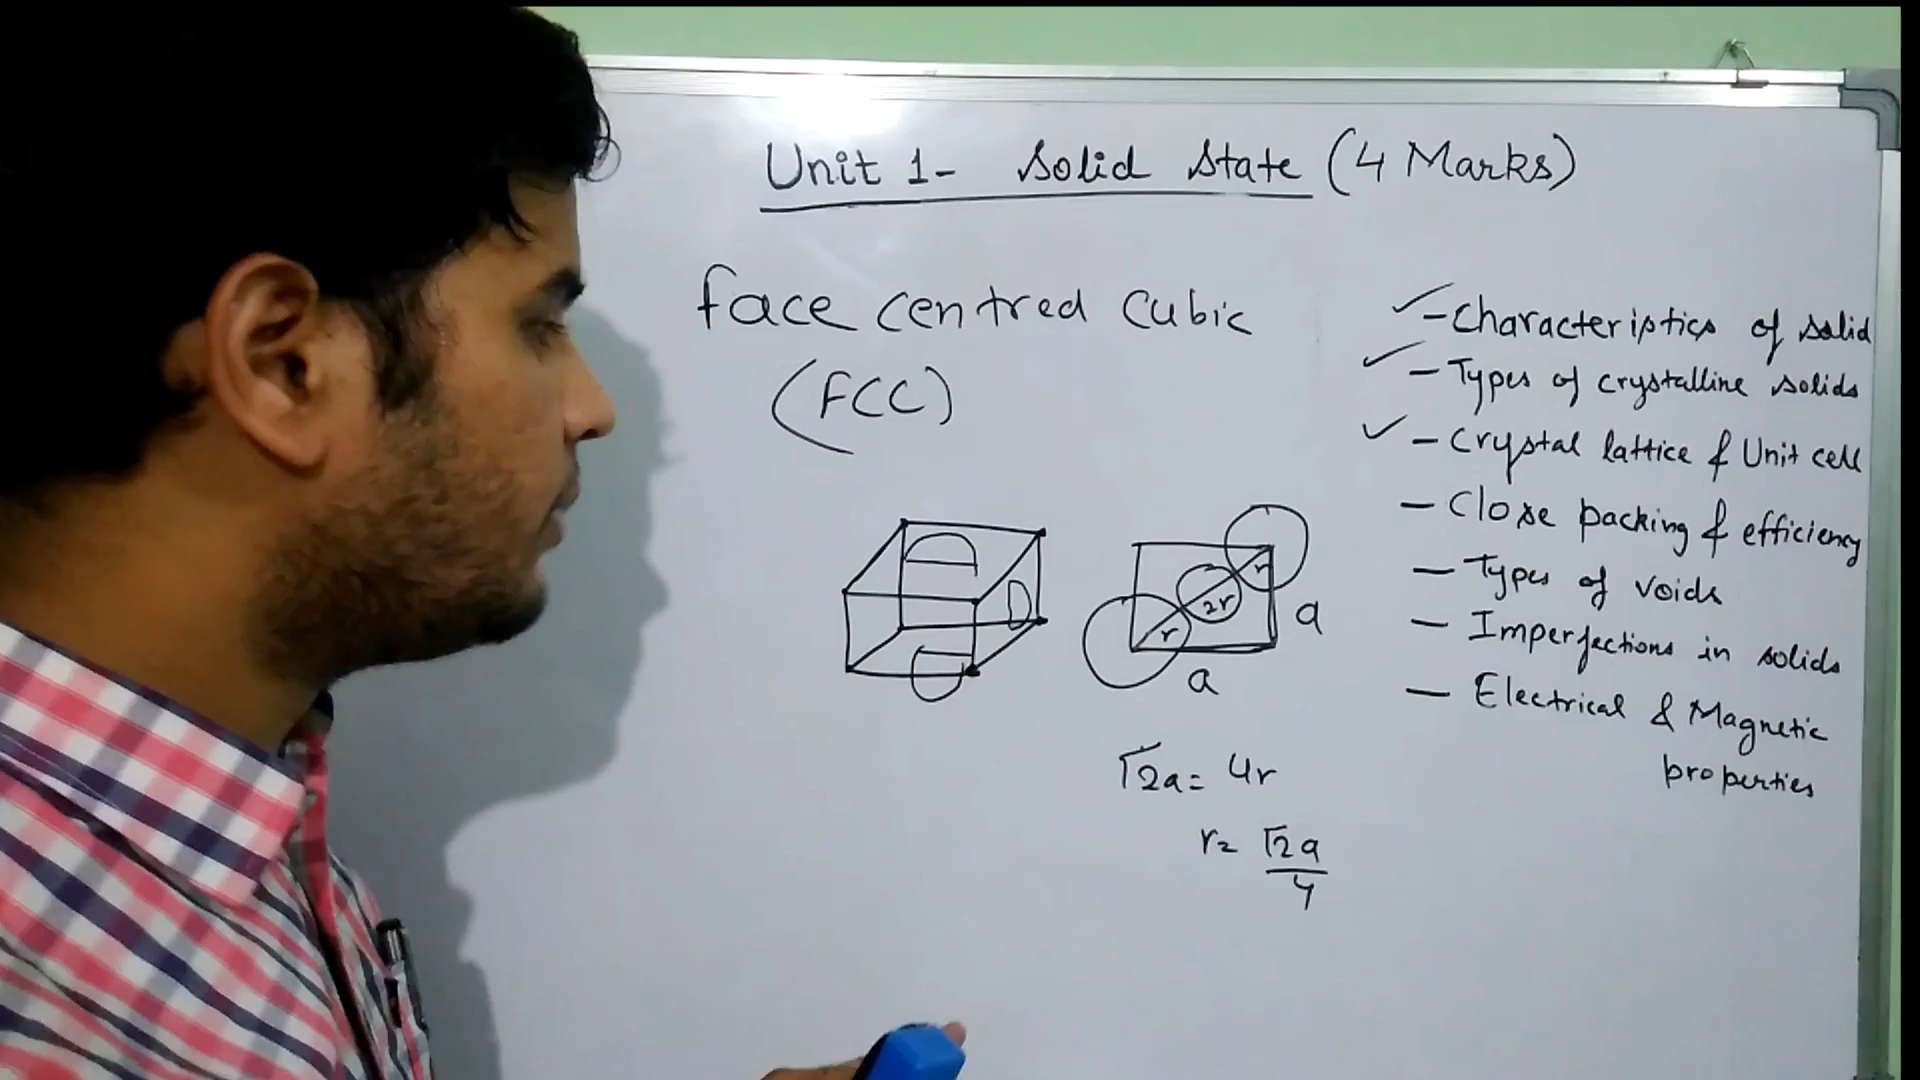 Unit 1- Solid State (4 Marks)
face centred cubic
(FCC)
- Characteristics of solid
- Types of crystalline solids
- Crystal lattice & Unit cell
- Close packing & efficiency
- Types of voids
- Imperfections in solids
- Electrical & Magnetic
properties
r
2r
r
a
a
√2a = 4r
r = √2a
4